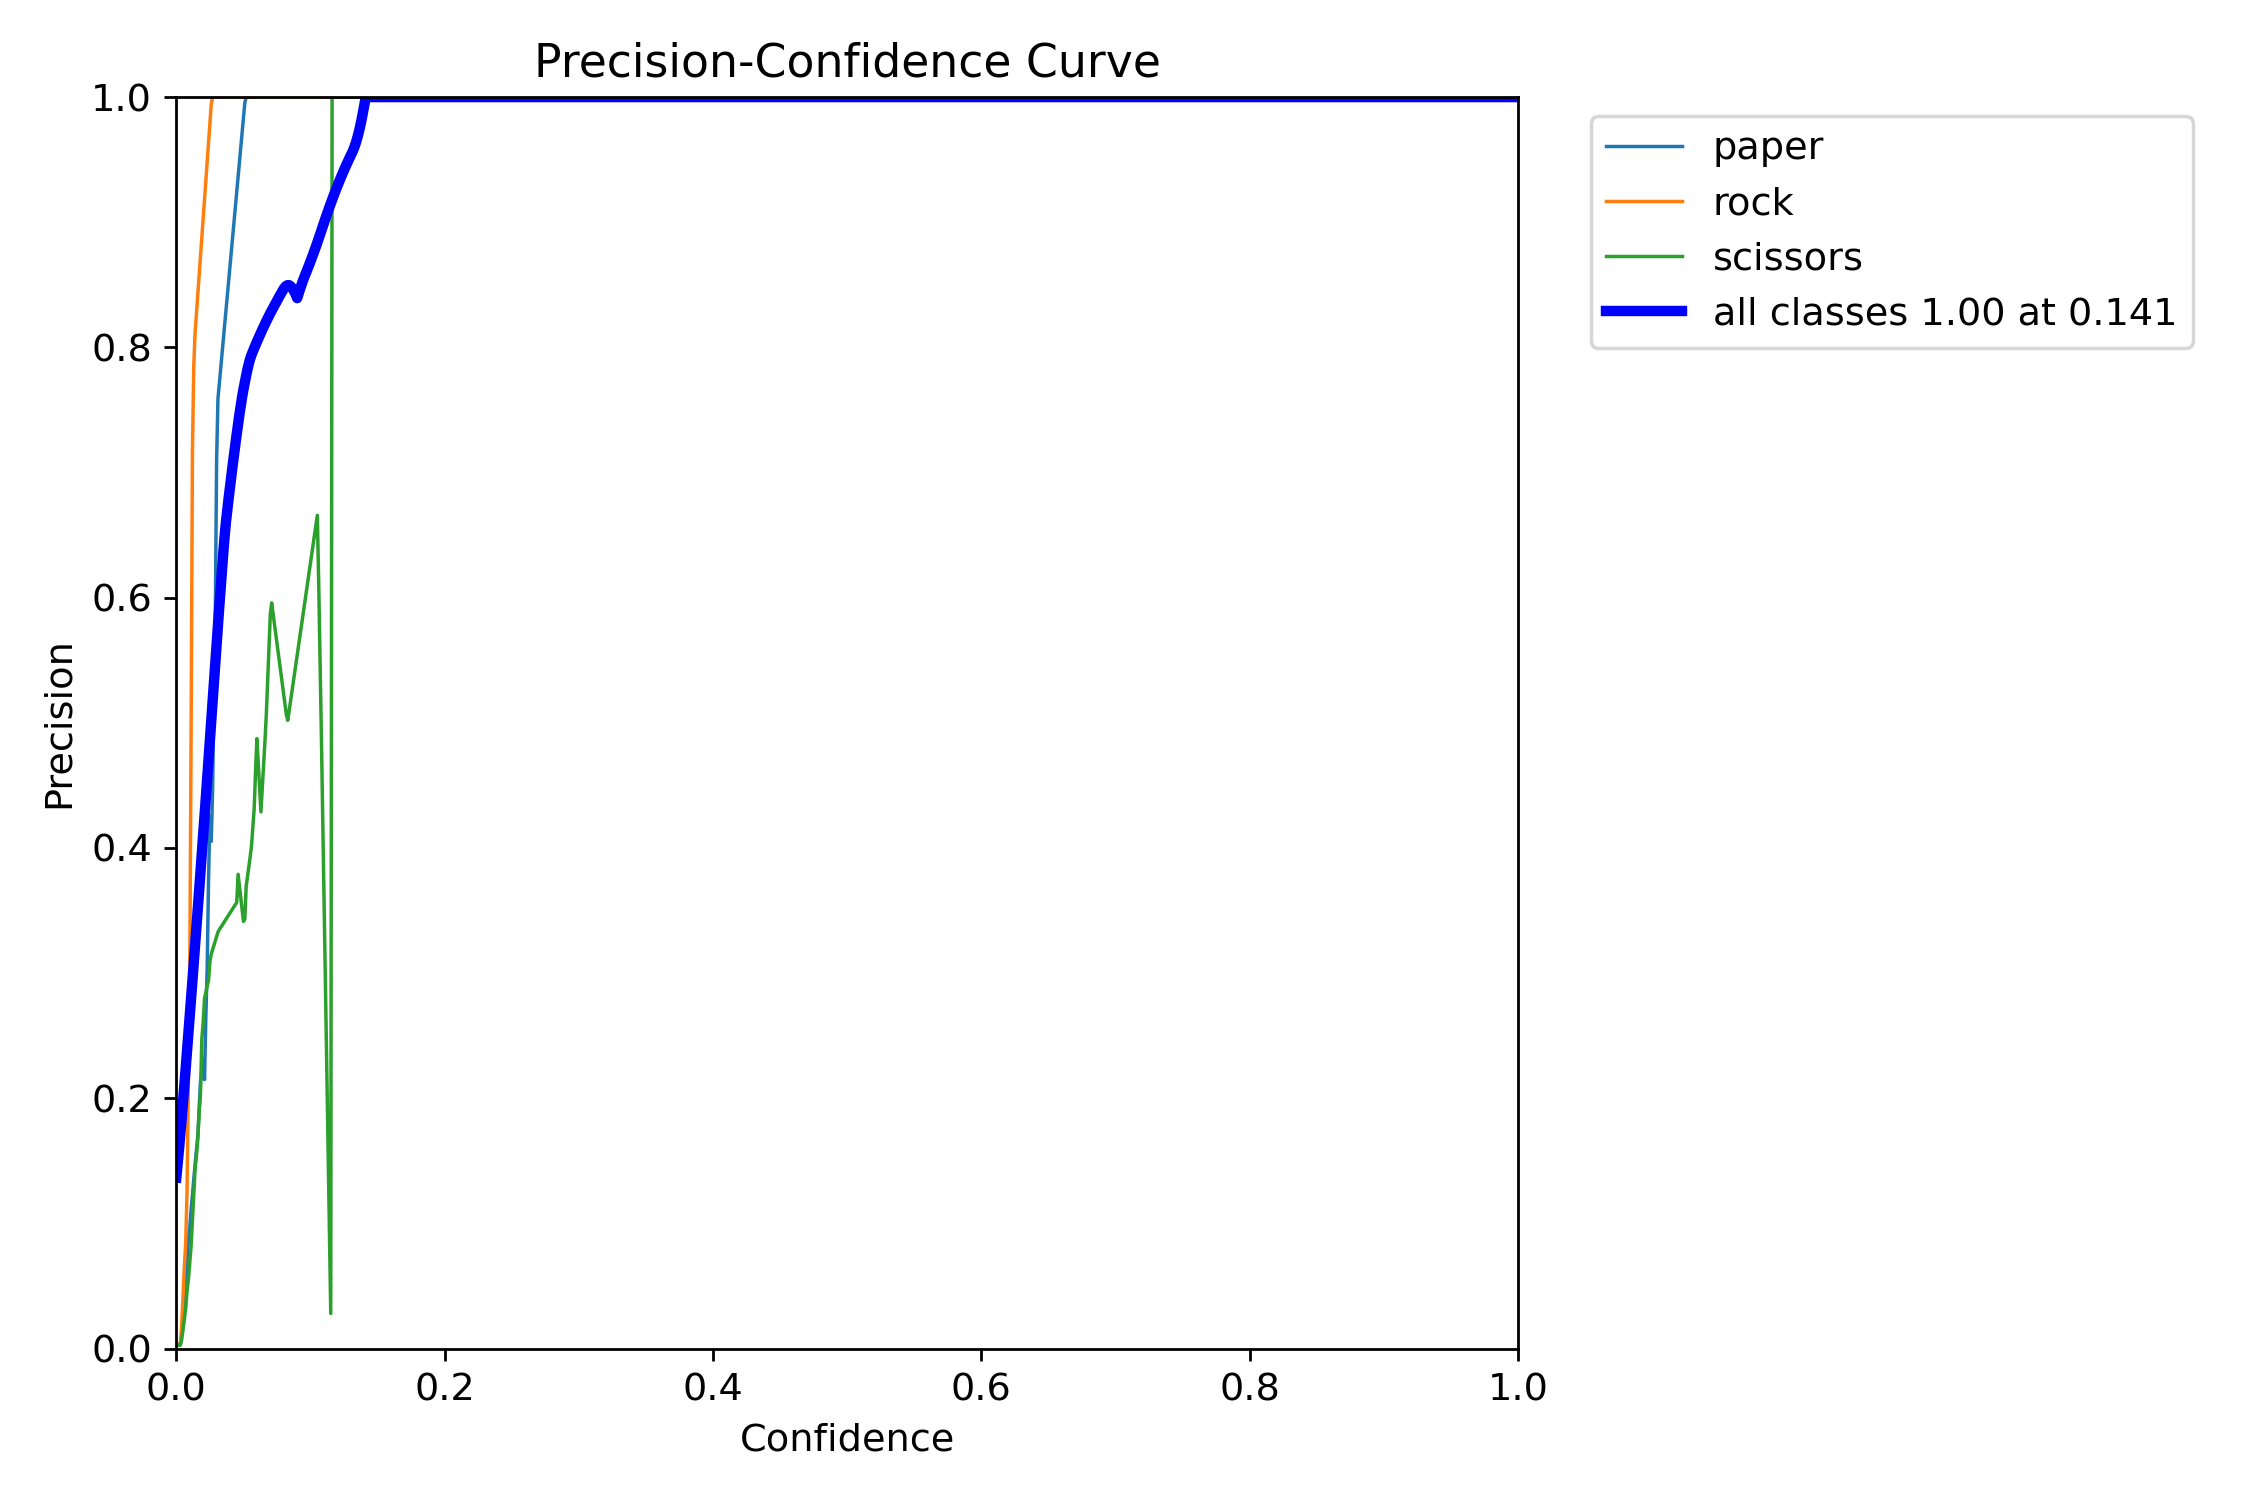 Precision-Confidence Curve
1.0
0.8
0.6
0.4
0.2
0.0
Precision
0.0 0.2 0.4 0.6 0.8 1.0
Confidence
paper
rock
scissors
all classes 1.00 at 0.141